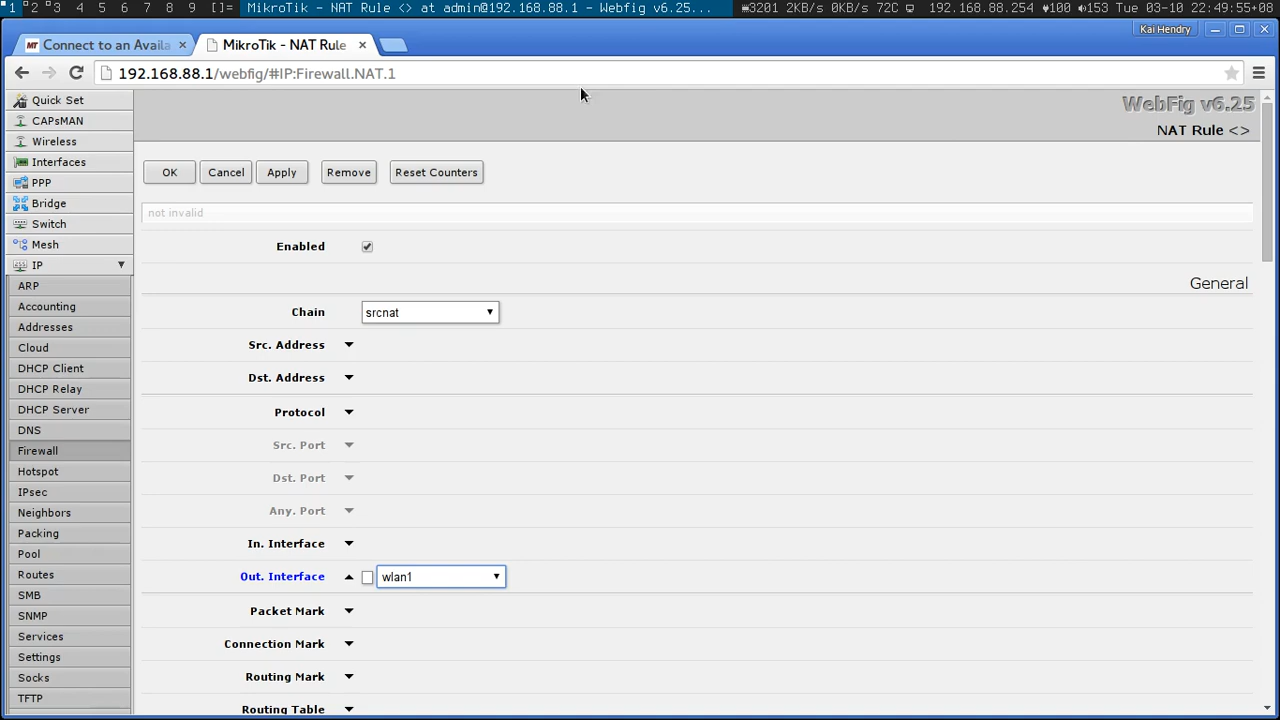 1 2 3 4 5 6 7 8 9 []= MikroTik - NAT Rule <> at admin@192.168.88.1 - Webfig v6.25... 3201 2KB/s 0KB/s 72C 192.168.88.254 100 153 Tue 03-10 22:49:55+08
Kai Hendry
Connect to an Availa
MikroTik - NAT Rule
192.168.88.1/webfig/#IP:Firewall.NAT.1
Quick Set
CAPsMAN
Wireless
Interfaces
PPP
Bridge
Switch
Mesh
IP
ARP
Accounting
Addresses
Cloud
DHCP Client
DHCP Relay
DHCP Server
DNS
Firewall
Hotspot
IPsec
Neighbors
Packing
Pool
Routes
SMB
SNMP
Services
Settings
Socks
TFTP
WebFig v6.25
NAT Rule <>
OK Cancel Apply Remove Reset Counters
not invalid
Enabled
General
Chain srcnat
Src. Address
Dst. Address
Protocol
Src. Port
Dst. Port
Any. Port
In. Interface
Out. Interface wlan1
Packet Mark
Connection Mark
Routing Mark
Routing Table